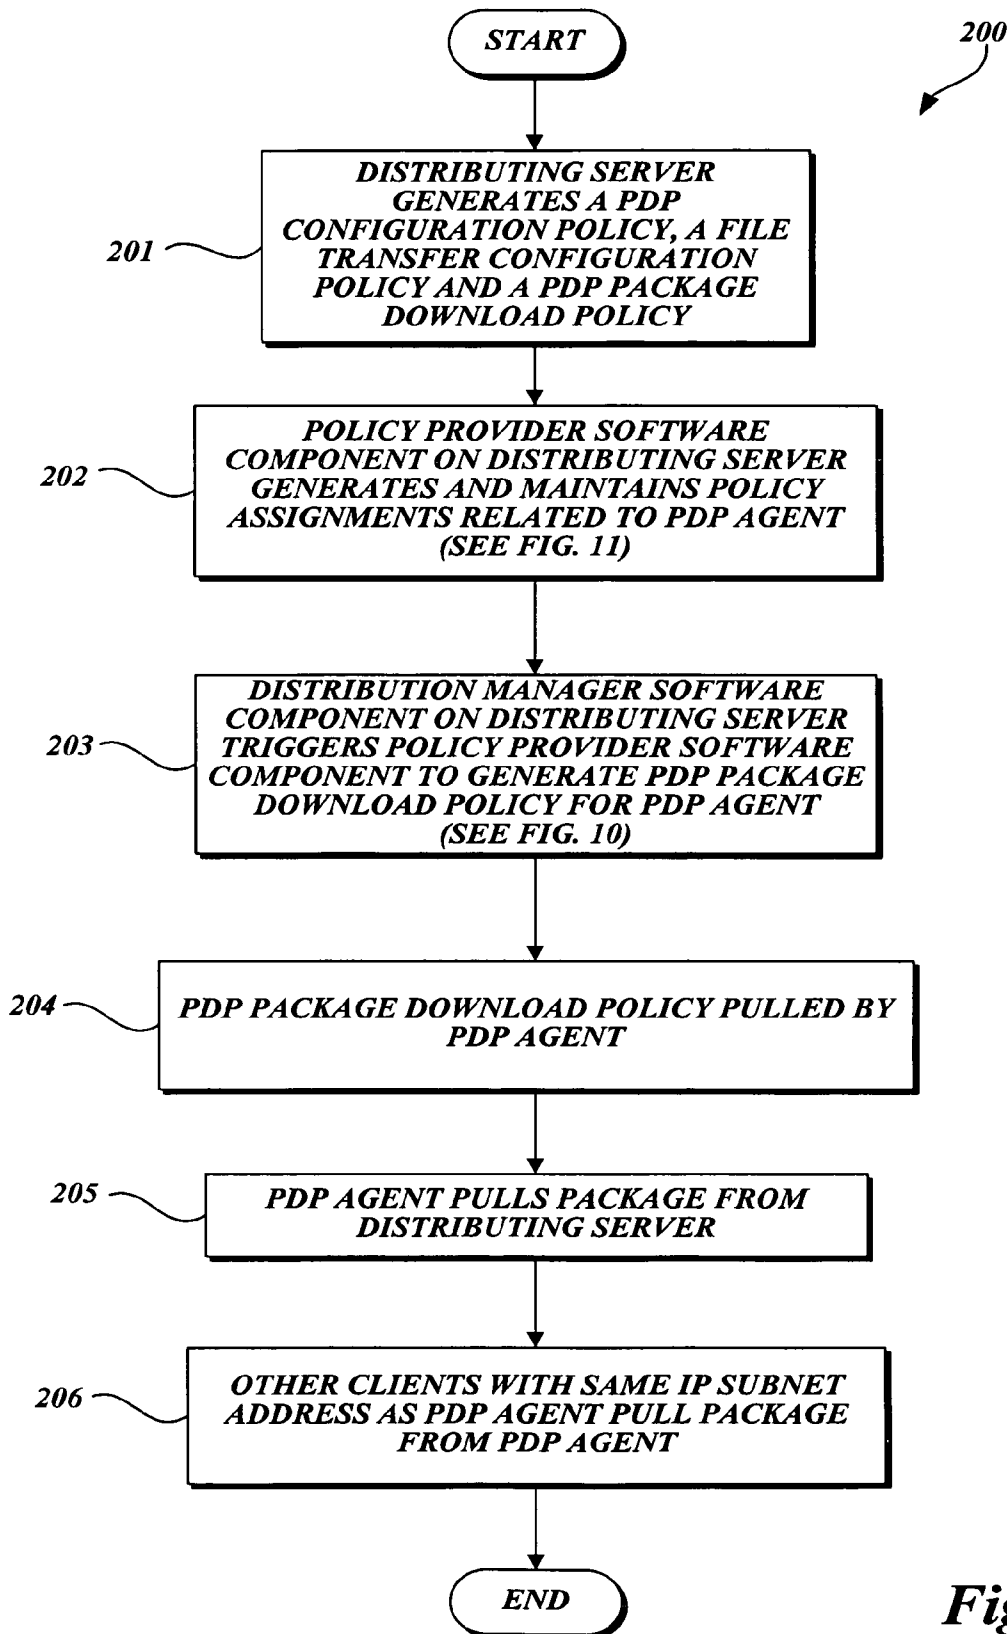 START
200
DISTRIBUTING SERVER
GENERATES A PDP
CONFIGURATION POLICY, A FILE
TRANSFER CONFIGURATION
POLICY AND A PDP PACKAGE
DOWNLOAD POLICY
201
POLICY PROVIDER SOFTWARE
COMPONENT ON DISTRIBUTING SERVER
GENERATES AND MAINTAINS POLICY
ASSIGNMENTS RELATED TO PDP AGENT
(SEE FIG. 11)
202
DISTRIBUTION MANAGER SOFTWARE
COMPONENT ON DISTRIBUTING SERVER
TRIGGERS POLICY PROVIDER SOFTWARE
COMPONENT TO GENERATE PDP PACKAGE
DOWNLOAD POLICY FOR PDP AGENT
(SEE FIG. 10)
203
PDP PACKAGE DOWNLOAD POLICY PULLED BY
PDP AGENT
204
PDP AGENT PULLS PACKAGE FROM
DISTRIBUTING SERVER
205
OTHER CLIENTS WITH SAME IP SUBNET
ADDRESS AS PDP AGENT PULL PACKAGE
FROM PDP AGENT
206
END
Fig